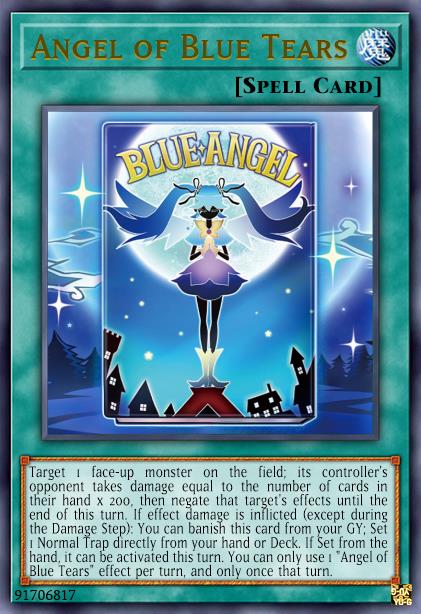 ANGEL OF BLUE TEARS
魔
[SPELL CARD]
BLUE ANGEL
Target 1 face-up monster on the field; its controller's
opponent takes damage equal to the number of cards in
their hand x 200, then negate that target's effects until the
end of this turn. If effect damage is inflicted (except during
the Damage Step): You can banish this card from your GY; Set
1 Normal Trap directly from your hand or Deck. If Set from the
hand, it can be activated this turn. You can only use 1 "Angel of
Blue Tears" effect per turn, and only once that turn.
91706817